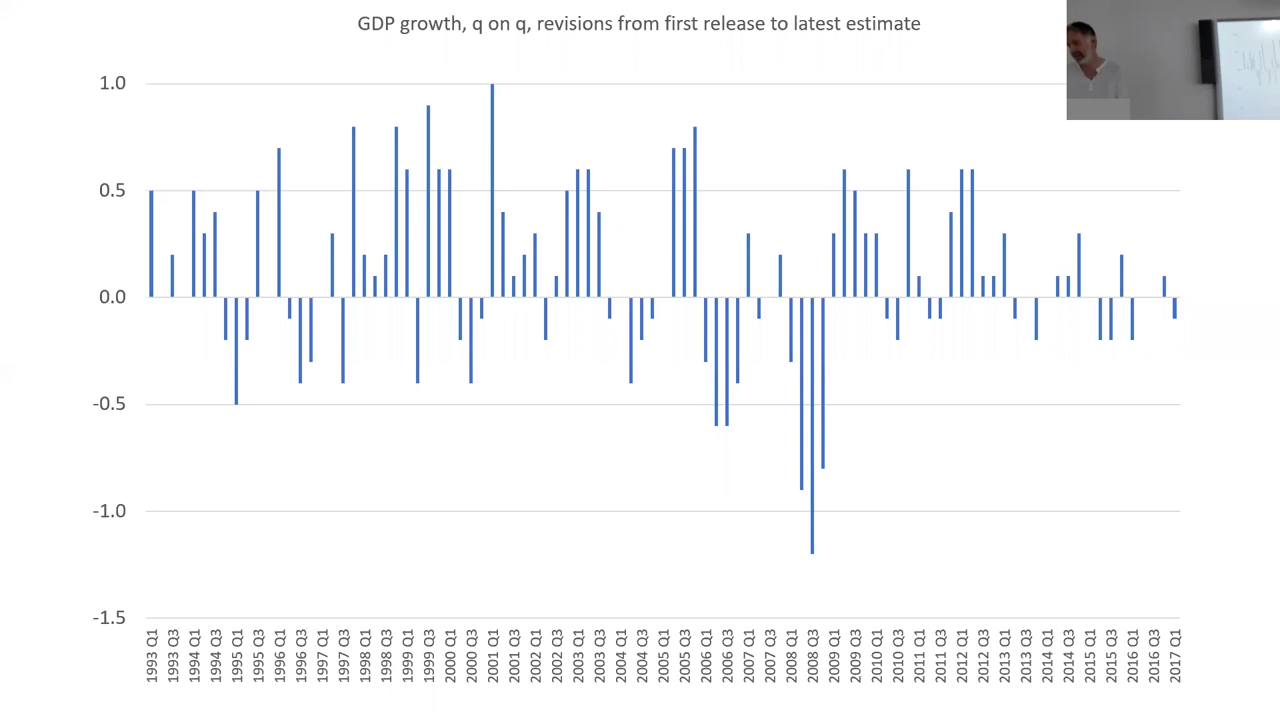 GDP growth, q on q, revisions from first release to latest estimate
1.0
0.5
0.0
-0.5
-1.0
-1.5
1993 Q1
1993 Q3
1994 Q1
1994 Q3
1995 Q1
1995 Q3
1996 Q1
1996 Q3
1997 Q1
1997 Q3
1998 Q1
1998 Q3
1999 Q1
1999 Q3
2000 Q1
2000 Q3
2001 Q1
2001 Q3
2002 Q1
2002 Q3
2003 Q1
2003 Q3
2004 Q1
2004 Q3
2005 Q1
2005 Q3
2006 Q1
2006 Q3
2007 Q1
2007 Q3
2008 Q1
2008 Q3
2009 Q1
2009 Q3
2010 Q1
2010 Q3
2011 Q1
2011 Q3
2012 Q1
2012 Q3
2013 Q1
2013 Q3
2014 Q1
2014 Q3
2015 Q1
2015 Q3
2016 Q1
2016 Q3
2017 Q1